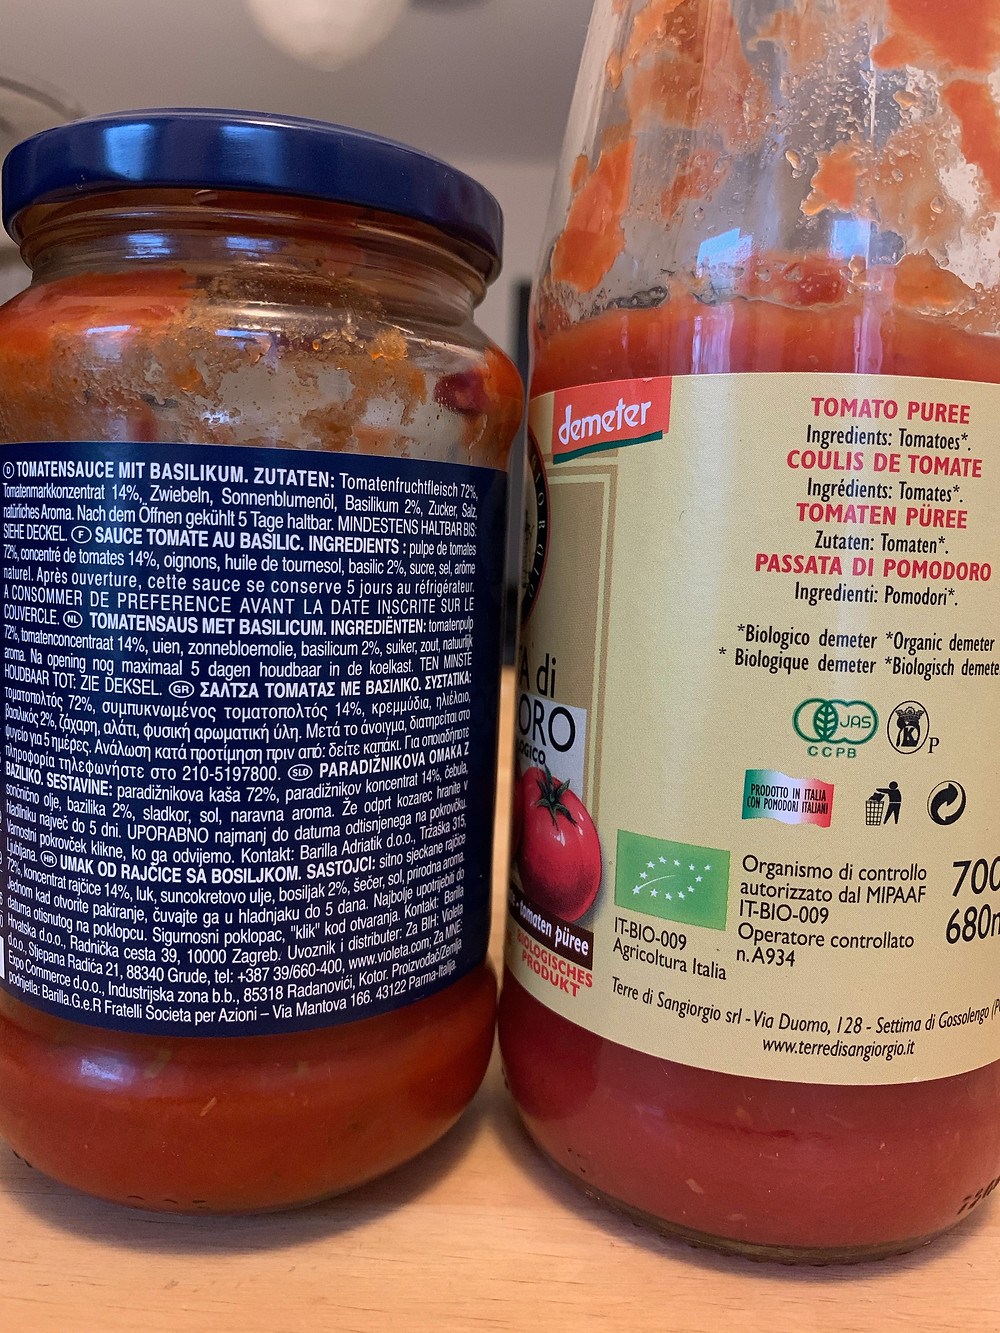 D TOMATENSAUCE MIT BASILIKUM. ZUTATEN: Tomatenfruchtfleisch 72%,
Tomatenmarkkonzentrat 14%, Zwiebeln, Sonnenblumenöl, Basilikum 2%, Zucker, Salz,
natürliches Aroma. Nach dem Öffnen gekühlt 5 Tage haltbar. MINDESTENS HALTBAR BIS:
SIEHE DECKEL. F SAUCE TOMATE AU BASILIC. INGREDIENTS : pulpe de tomates
72%, concentré de tomates 14%, oignons, huile de tournesol, basilic 2%, sucre, sel, arôme
naturel. Après ouverture, cette sauce se conserve 5 jours au réfrigérateur.
A CONSOMMER DE PREFERENCE AVANT LA DATE INSCRITE SUR LE
COUVERCLE. NL TOMATENSAUS MET BASILICUM. INGREDIËNTEN: tomatenpulp
72%, tomatenconcentraat 14%, uien, zonnebloemolie, basilicum 2%, suiker, zout, natuurlijk
aroma. Na opening nog maximaal 5 dagen houdbaar in de koelkast. TEN MINSTE
HOUDBAAR TOT: ZIE DEKSEL. GR ΣΑΛΤΣΑ ΤΟΜΑΤΑΣ ΜΕ ΒΑΣΙΛΙΚΟ. ΣΥΣΤΑΤΙΚΑ:
τοματοπολτός 72%, συμπυκνωμένος τοματοπολτός 14%, κρεμμύδια, ηλιέλαιο,
βασιλικός 2%, ζάχαρη, αλάτι, φυσική αρωματική ύλη. Μετά το άνοιγμα, διατηρείται στο
ψυγείο για 5 ημέρες. Ανάλωση κατά προτίμηση πριν από: δείτε καπάκι. Για οποιαδήποτε
πληροφορία τηλεφωνήστε στο 210-5197800. SLO PARADIŽNIKOVA OMAKA Z
BAZILIKO. SESTAVINE: paradižnikova kaša 72%, paradižnikov koncentrat 14%, čebula,
sončnično olje, bazilika 2%, sladkor, sol, naravna aroma. Že odprt kozarec hranite v
hladilniku največ do 5 dni. UPORABNO najmanj do datuma odtisnjenega na pokrovčku.
Varnostni pokrovček klikne, ko ga odvijemo. Kontakt: Barilla Adriatik d.o.o., Tržaška 315,
Ljubljana. HR UMAK OD RAJČICE SA BOSILJKOM. SASTOJCI: sitno sjeckane rajčice
72%, koncentrat rajčice 14%, luk, suncokretovo ulje, bosiljak 2%, šećer, sol, prirodna aroma.
Jednom kad otvorite pakiranje, čuvajte ga u hladnjaku do 5 dana. Najbolje upotrijebiti do
datuma otisnutog na poklopcu. Sigurnosni poklopac, "klik" kod otvaranja. Kontakt: Barilla
Hrvatska d.o.o., Radnička cesta 39, 10000 Zagreb. Uvoznik i distributer: Za BIH: Violeta
d.o.o., Stjepana Radića 21, 88340 Grude, tel: +387 39/660-400, www.violeta.com; Za MNE:
Expo Commerce d.o.o., Industrijska zona b.b., 85318 Radanovići, Kotor. Proizvođač/Zemlja
podrijetla: Barilla.G.e.R Fratelli Societa per Azioni – Via Mantova 166. 43122 Parma-Italija.
demeter
TOMATO PUREE
Ingredients: Tomatoes*.
COULIS DE TOMATE
Ingrédients: Tomates*.
TOMATEN PÜREE
Zutaten: Tomaten*.
PASSATA DI POMODORO
Ingredienti: Pomodori*.
*Biologico demeter *Organic demeter
* Biologique demeter *Biologisch demeter
JAS
CCPB
K P
PRODOTTO IN ITALIA
CON POMODORI ITALIANI
A di
ORO
OGICO
tomaten püree
BIOLOGISCHES
PRODUKT
IT-BIO-009
Agricoltura Italia
Organismo di controllo
autorizzato dal MIPAAF
IT-BIO-009
Operatore controllato
n. A934
700
680m
Terre di Sangiorgio srl - Via Duomo, 128 - Settima di Gossolengo (P
www.terredisangiorgio.it